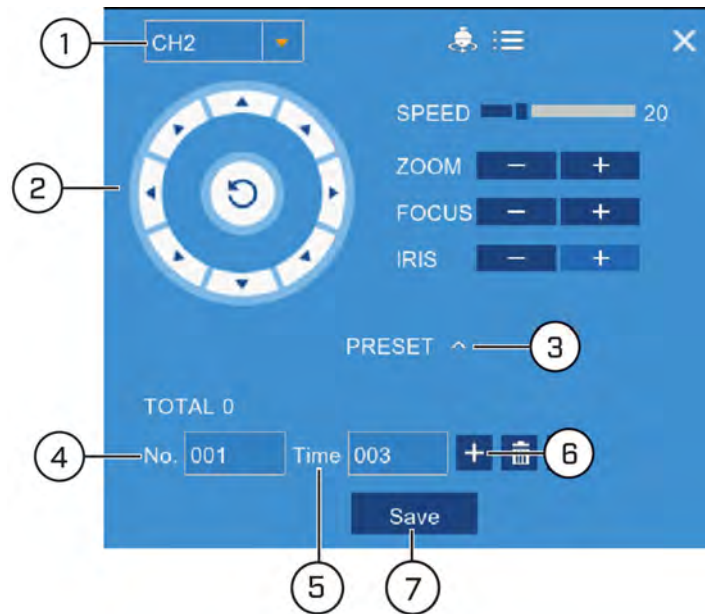 1 CH2
SPEED 20
2 ZOOM − +
FOCUS − +
IRIS − +
PRESET 3
TOTAL 0
4 No. 001 Time 003 + 6
Save
5 7